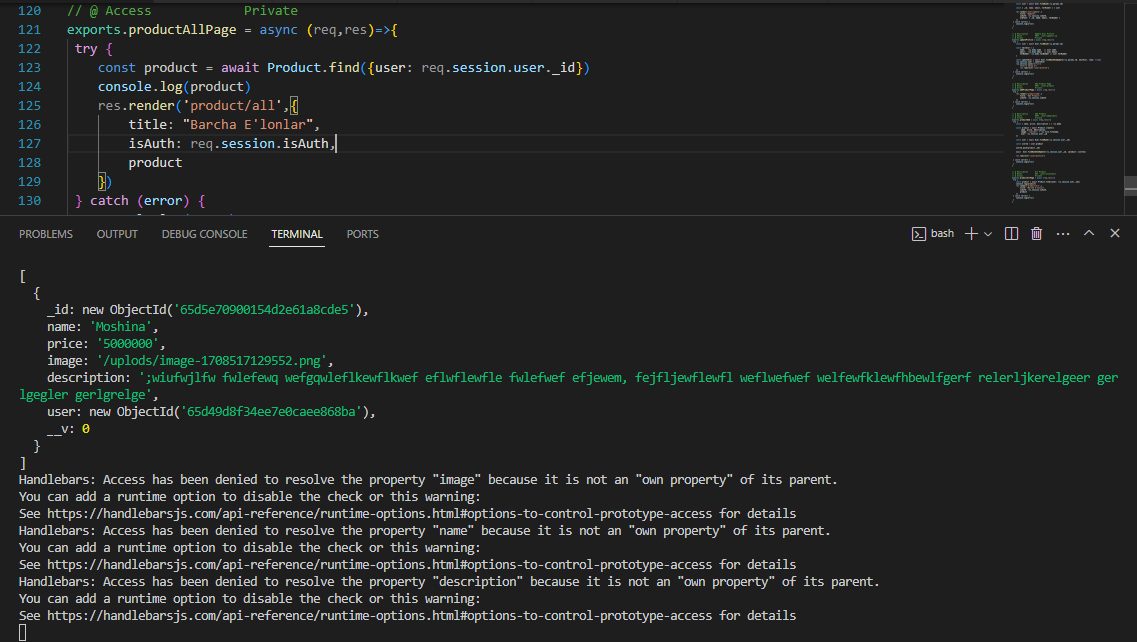 120 // @ Access Private
121 exports.productAllPage = async (req,res)=>{
122 try {
123 const product = await Product.find({user: req.session.user._id})
124 console.log(product)
125 res.render('product/all',{
126 title: "Barcha E'lonlar",
127 isAuth: req.session.isAuth,
128 product
129 })
130 } catch (error) {
PROBLEMS OUTPUT DEBUG CONSOLE TERMINAL PORTS bash
[
{
_id: new ObjectId('65d5e70900154d2e61a8cde5'),
name: 'Moshina',
price: '5000000',
image: '/uplods/image-1708517129552.png',
description: ';wiufwjlfw fwlefewq wefgqwleflkewflkwef eflwflewfle fwlefwef efjewem, fejfljewflewfl weflwefwef welfewfklewfhbewlfgerf relerljkerelgeer ger
lgegler gerlgrelge',
user: new ObjectId('65d49d8f34ee7e0caee868ba'),
__v: 0
}
]
Handlebars: Access has been denied to resolve the property "image" because it is not an "own property" of its parent.
You can add a runtime option to disable the check or this warning:
See https://handlebarsjs.com/api-reference/runtime-options.html#options-to-control-prototype-access for details
Handlebars: Access has been denied to resolve the property "name" because it is not an "own property" of its parent.
You can add a runtime option to disable the check or this warning:
See https://handlebarsjs.com/api-reference/runtime-options.html#options-to-control-prototype-access for details
Handlebars: Access has been denied to resolve the property "description" because it is not an "own property" of its parent.
You can add a runtime option to disable the check or this warning:
See https://handlebarsjs.com/api-reference/runtime-options.html#options-to-control-prototype-access for details